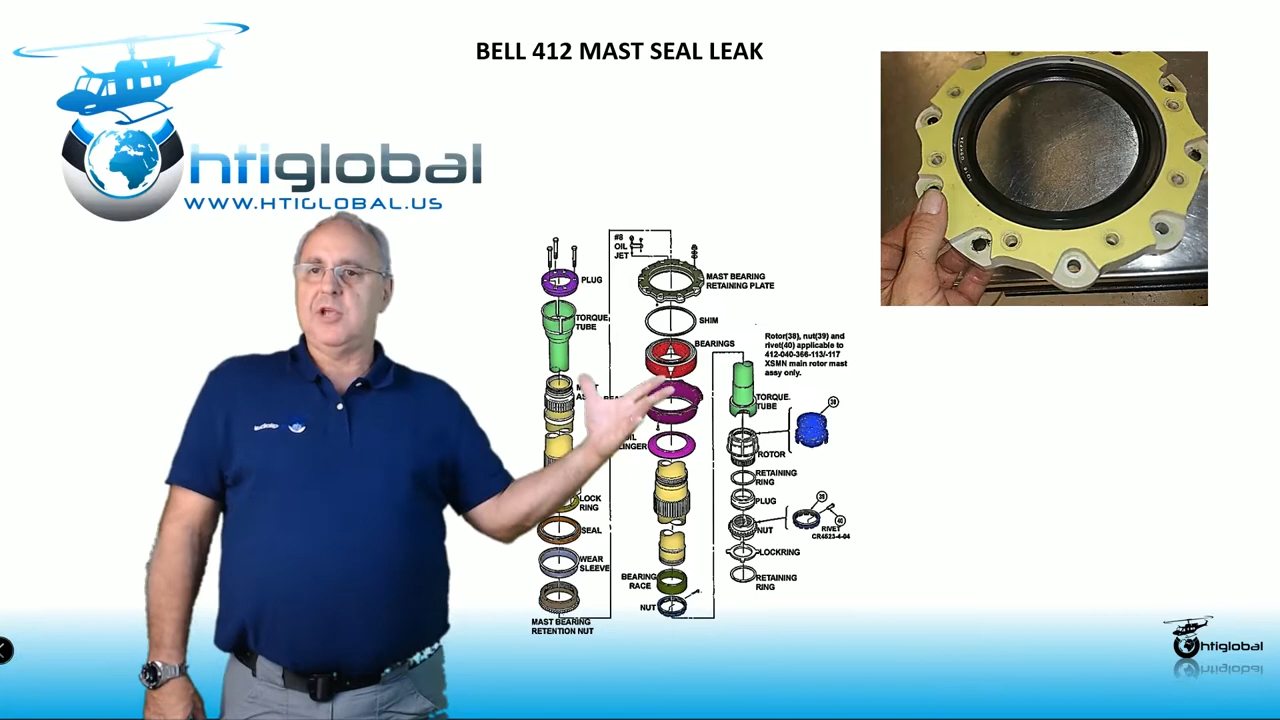 BELL 412 MAST SEAL LEAK
htiglobal
WWW.HTIGLOBAL.US
PLUG
TORQUE
TUBE
LOCK
RING
SEAL
WEAR
SLEEVE
MAST BEARING
RETENTION NUT
#8
OIL
JET
MAST BEARING
RETAINING PLATE
SHIM
BEARINGS
BEARING
RACE
NUT
Rotor(38), nut(39) and
rivet(40) applicable to
412-040-366-113/-117
XSMN main rotor mast
assy only.
TORQUE
TUBE
38
ROTOR
RETAINING
RING
PLUG
NUT
RIVET
CR4523-4-04
LOCKRING
RETAINING
RING
htiglobal